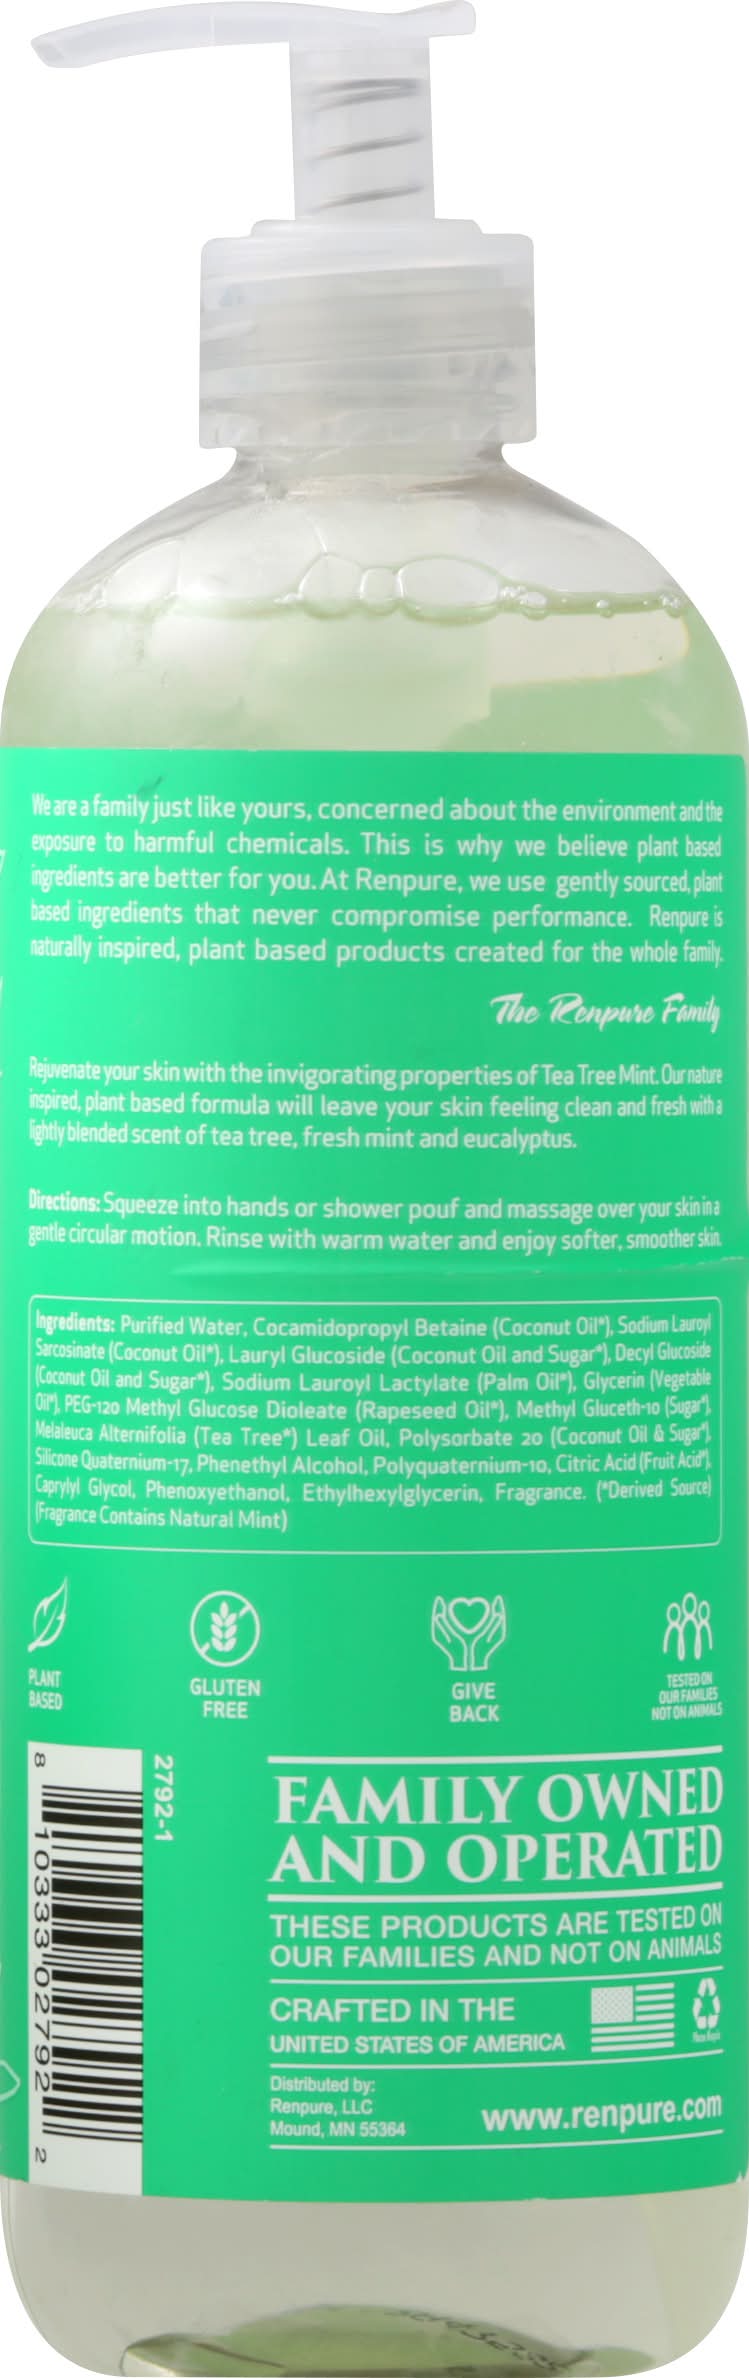 We are a family just like yours, concerned about the environment and the
exposure to harmful chemicals. This is why we believe plant based
ingredients are better for you. At Renpure, we use gently sourced, plant
based ingredients that never compromise performance. Renpure is
naturally inspired, plant based products created for the whole family.
The Renpure Family
Rejuvenate your skin with the invigorating properties of Tea Tree Mint. Our nature
inspired, plant based formula will leave your skin feeling clean and fresh with a
lightly blended scent of tea tree, fresh mint and eucalyptus.
Directions: Squeeze into hands or shower pouf and massage over your skin in a
gentle circular motion. Rinse with warm water and enjoy softer, smoother skin.
Ingredients: Purified Water, Cocamidopropyl Betaine (Coconut Oil*), Sodium Lauroyl
Sarcosinate (Coconut Oil*), Lauryl Glucoside (Coconut Oil and Sugar*), Decyl Glucoside
(Coconut Oil and Sugar*), Sodium Lauroyl Lactylate (Palm Oil*), Glycerin (Vegetable
Oil*), PEG-120 Methyl Glucose Dioleate (Rapeseed Oil*), Methyl Gluceth-10 (Sugar*),
Melaleuca Alternifolia (Tea Tree*) Leaf Oil, Polysorbate 20 (Coconut Oil & Sugar*),
Silicone Quaternium-17, Phenethyl Alcohol, Polyquaternium-10, Citric Acid (Fruit Acid*),
Caprylyl Glycol, Phenoxyethanol, Ethylhexylglycerin, Fragrance. (*Derived Source)
(Fragrance Contains Natural Mint)
PLANT
BASED
GLUTEN
FREE
GIVE
BACK
TESTED ON
OUR FAMILIES
NOT ON ANIMALS
8 10333 02792 2
2792-1
FAMILY OWNED
AND OPERATED
THESE PRODUCTS ARE TESTED ON
OUR FAMILIES AND NOT ON ANIMALS
CRAFTED IN THE
UNITED STATES OF AMERICA
Please Recycle
Distributed by:
Renpure, LLC
Mound, MN 55364
www.renpure.com